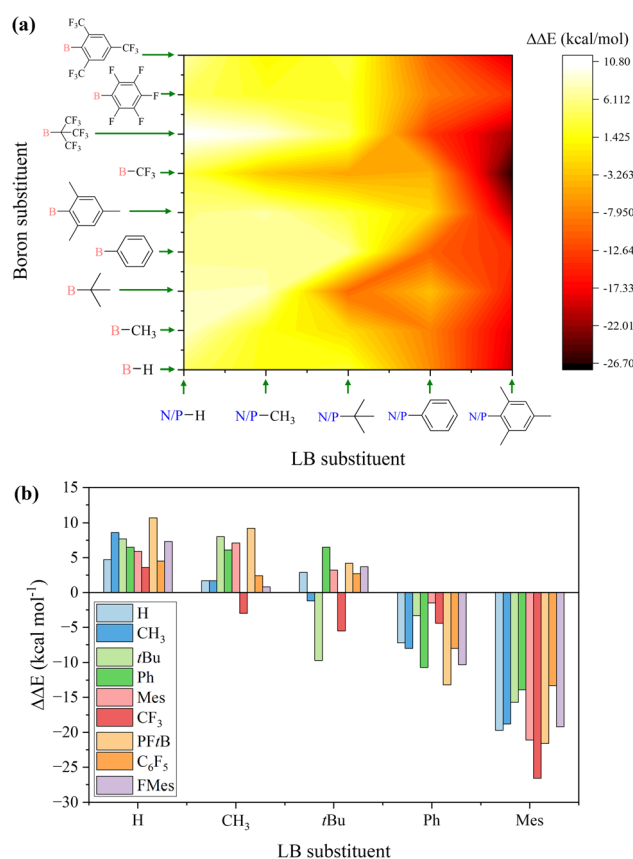 (a)
ΔΔE (kcal/mol)
F₃C
CF₃
B
F₃C
F F
B F
F F
CF₃
B CF₃
CF₃
B–CF₃
B
B
B
B–CH₃
B–H
Boron substituent
10.80
6.112
1.425
-3.263
-7.950
-12.64
-17.33
-22.01
-26.70
N/P–H
N/P–CH₃
N/P
N/P
N/P
LB substituent
(b)
ΔΔE (kcal mol⁻¹)
15
10
5
0
−5
−10
−15
−20
−25
−30
H
CH₃
tBu
Ph
Mes
CF₃
PFtB
C₆F₅
FMes
H
CH₃
tBu
Ph
Mes
LB substituent